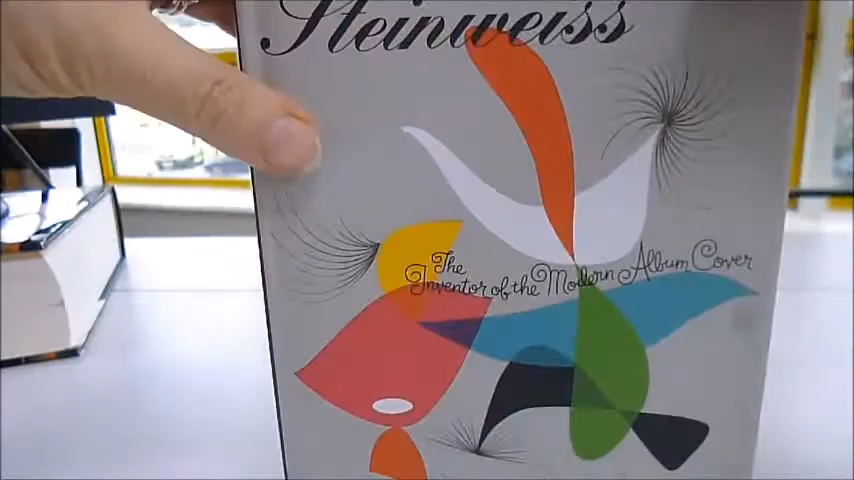 Steinweiss
The
Inventor of the Modern Album Cover